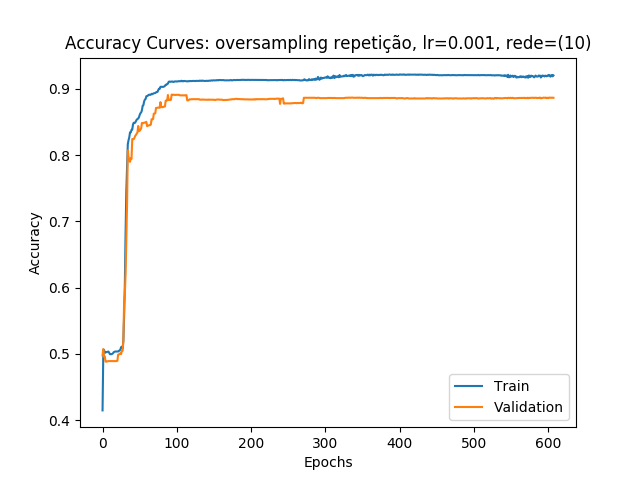 Accuracy Curves: oversampling repetição, lr=0.001, rede=(10)
0.9
0.8
0.7
0.6
0.5
0.4
Accuracy
0 100 200 300 400 500 600
Epochs
Train
Validation